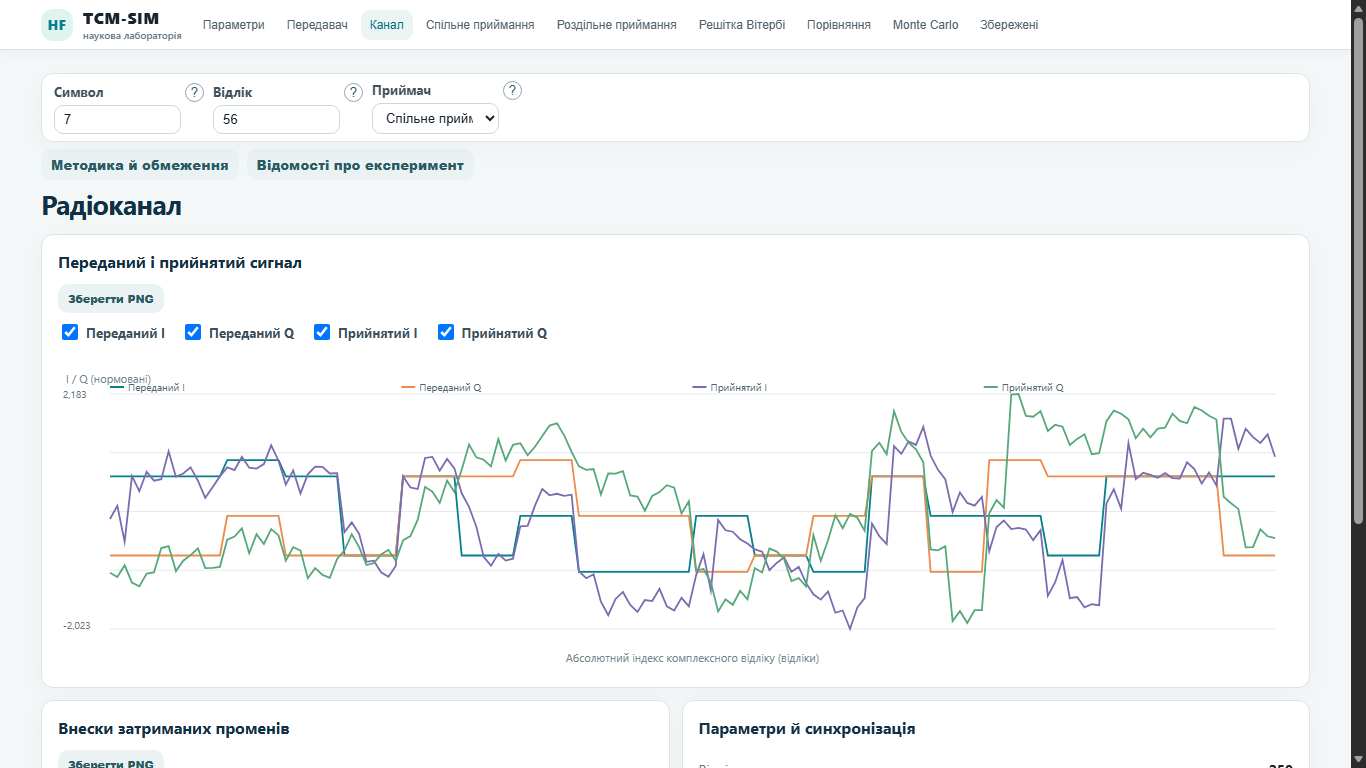 HF
TCM-SIM
наукова лабораторія
Параметри
Передавач
Канал
Спільне приймання
Роздільне приймання
Решітка Вітербі
Порівняння
Monte Carlo
Збережені
Символ
?
Відлік
?
Приймач
?
7
56
Спільне прийм
Методика й обмеження
Відомості про експеримент
Радіоканал
Переданий і прийнятий сигнал
Зберегти PNG
Переданий I
Переданий Q
Прийнятий I
Прийнятий Q
I / Q (нормовані)
Переданий I
Переданий Q
Прийнятий I
Прийнятий Q
2,183
-2,023
Абсолютний індекс комплексного відліку (відліки)
Внески затриманих променів
Параметри й синхронізація
Зберегти PNG